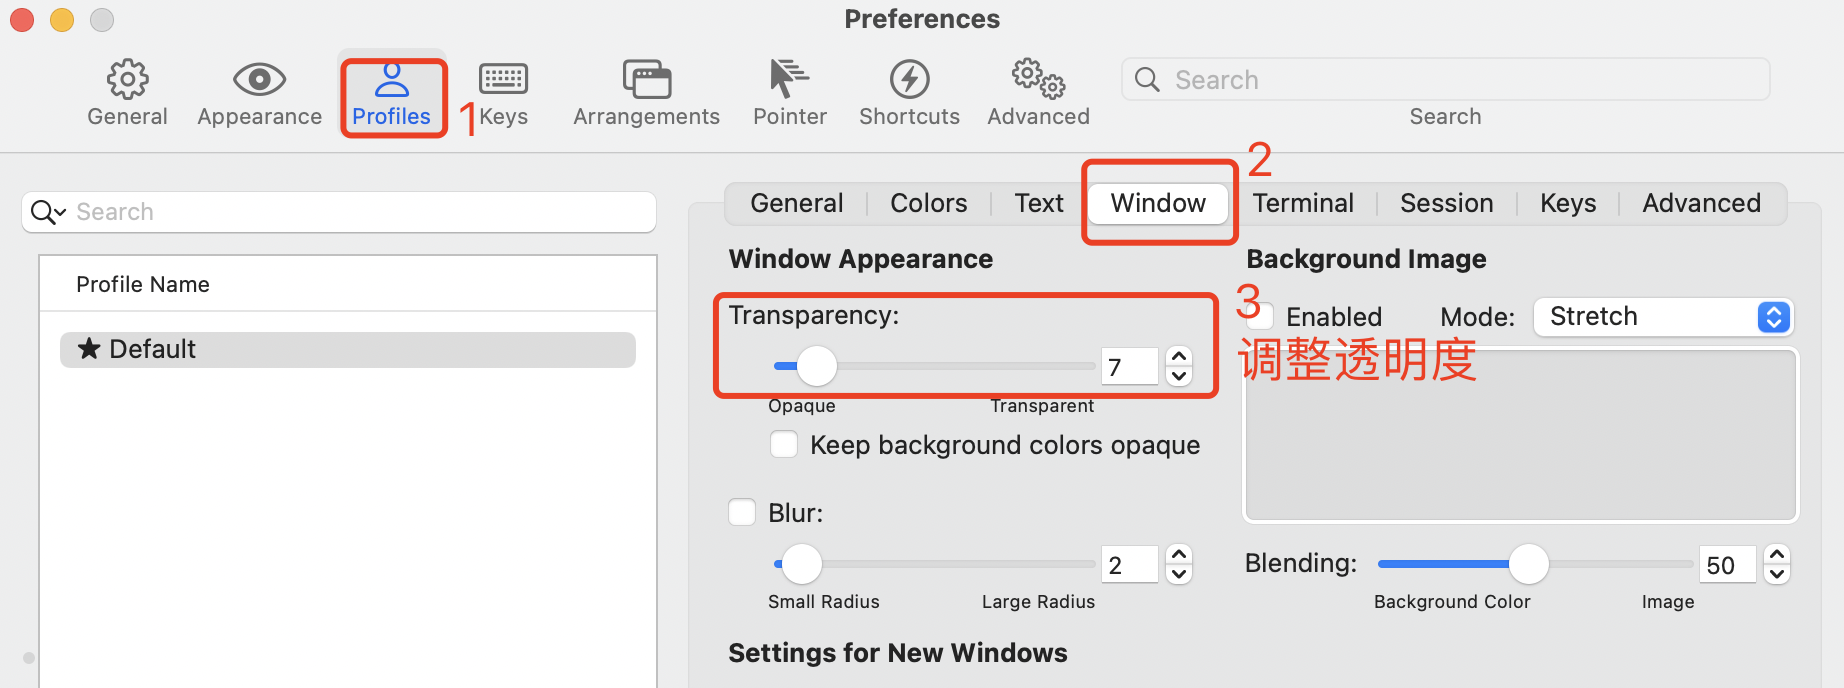 Preferences
General
Appearance
Profiles
1
Keys
Arrangements
Pointer
Shortcuts
Advanced
Search
Search
Search
Profile Name
★ Default
2
General
Colors
Text
Window
Terminal
Session
Keys
Advanced
Window Appearance
Transparency:
7
Opaque
Transparent
Keep background colors opaque
Blur:
2
Small Radius
Large Radius
Settings for New Windows
Background Image
3
Enabled
Mode:
Stretch
调整透明度
Blending:
50
Background Color
Image